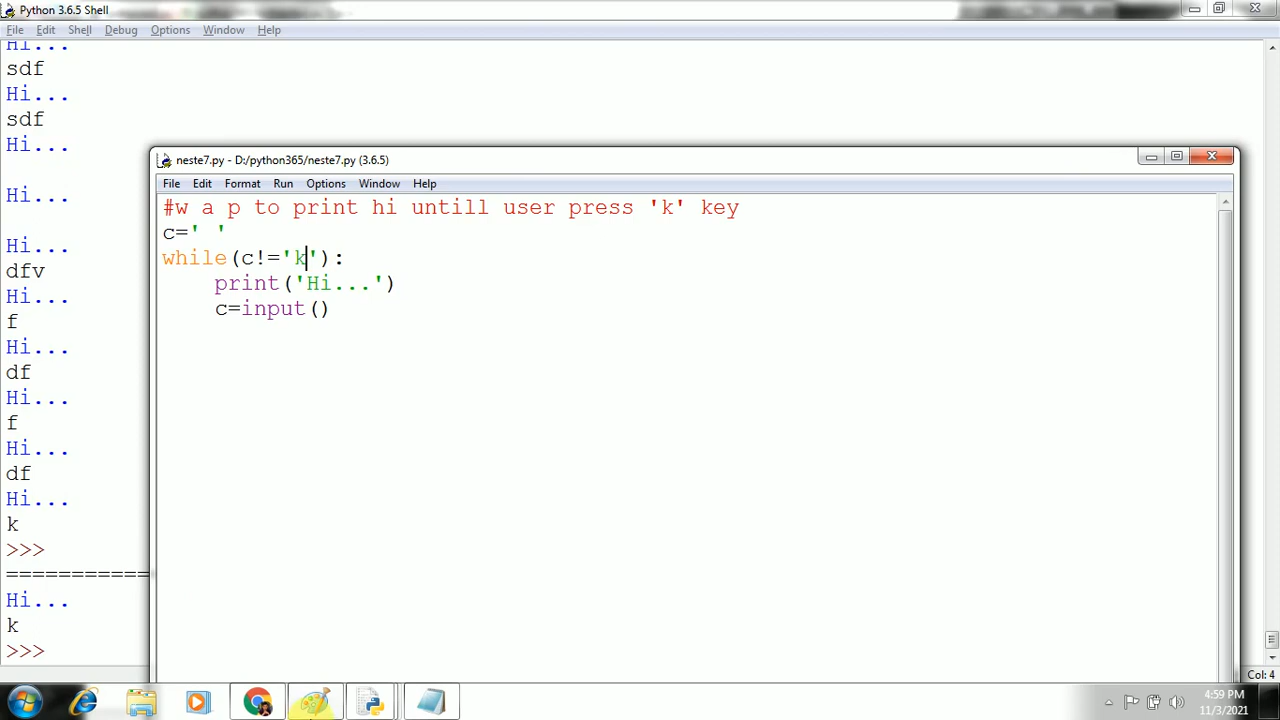 Python 3.6.5 Shell
File Edit Shell Debug Options Window Help
Hi...
sdf
Hi...
sdf
Hi...
Hi...
Hi...
dfv
Hi...
f
Hi...
df
Hi...
f
Hi...
df
Hi...
k
>>>
============
Hi...
k
>>>
neste7.py - D:/python365/neste7.py (3.6.5)
File Edit Format Run Options Window Help
#w a p to print hi untill user press 'k' key
c=' '
while(c!='k'):
    print('Hi...')
    c=input()
Col: 4
4:59 PM
11/3/2021